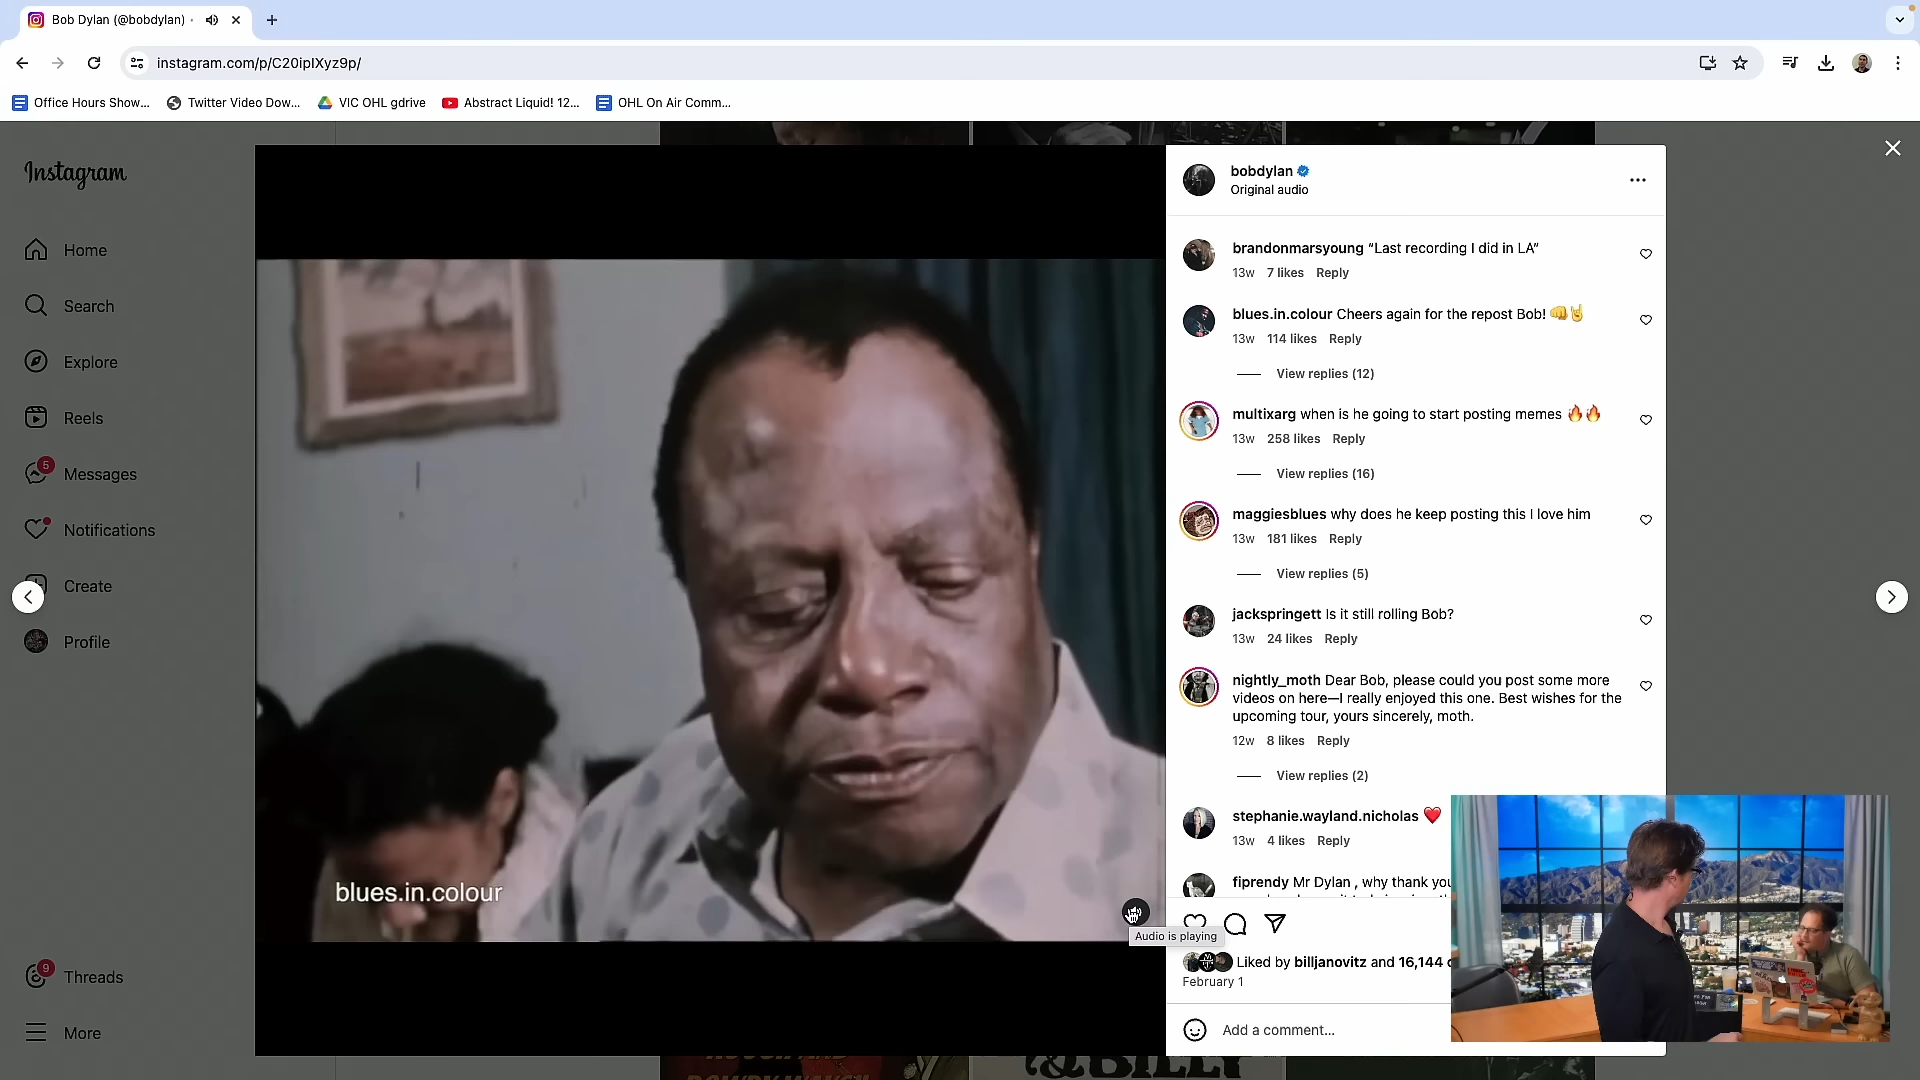 Bob Dylan (@bobdylan) •
instagram.com/p/C20ipIXyz9p/
Office Hours Show...
Twitter Video Dow...
VIC OHL gdrive
Abstract Liquid! 12...
OHL On Air Comm...
Instagram
Home
Search
Explore
Reels
5
Messages
Notifications
Create
Profile
9
Threads
More
blues.in.colour
Audio is playing
bobdylan
Original audio
brandonmarsyoung “Last recording I did in LA”
13w 7 likes Reply
blues.in.colour Cheers again for the repost Bob! 👊🤘
13w 114 likes Reply
View replies (12)
multixarg when is he going to start posting memes 🔥🔥
13w 258 likes Reply
View replies (16)
maggiesblues why does he keep posting this I love him
13w 181 likes Reply
View replies (5)
jackspringett Is it still rolling Bob?
13w 24 likes Reply
nightly_moth Dear Bob, please could you post some more
videos on here—I really enjoyed this one. Best wishes for the
upcoming tour, yours sincerely, moth.
12w 8 likes Reply
View replies (2)
stephanie.wayland.nicholas ❤️
13w 4 likes Reply
fiprendy Mr Dylan , why thank you
Liked by billjanovitz and 16,144
February 1
Add a comment...
& BILLY